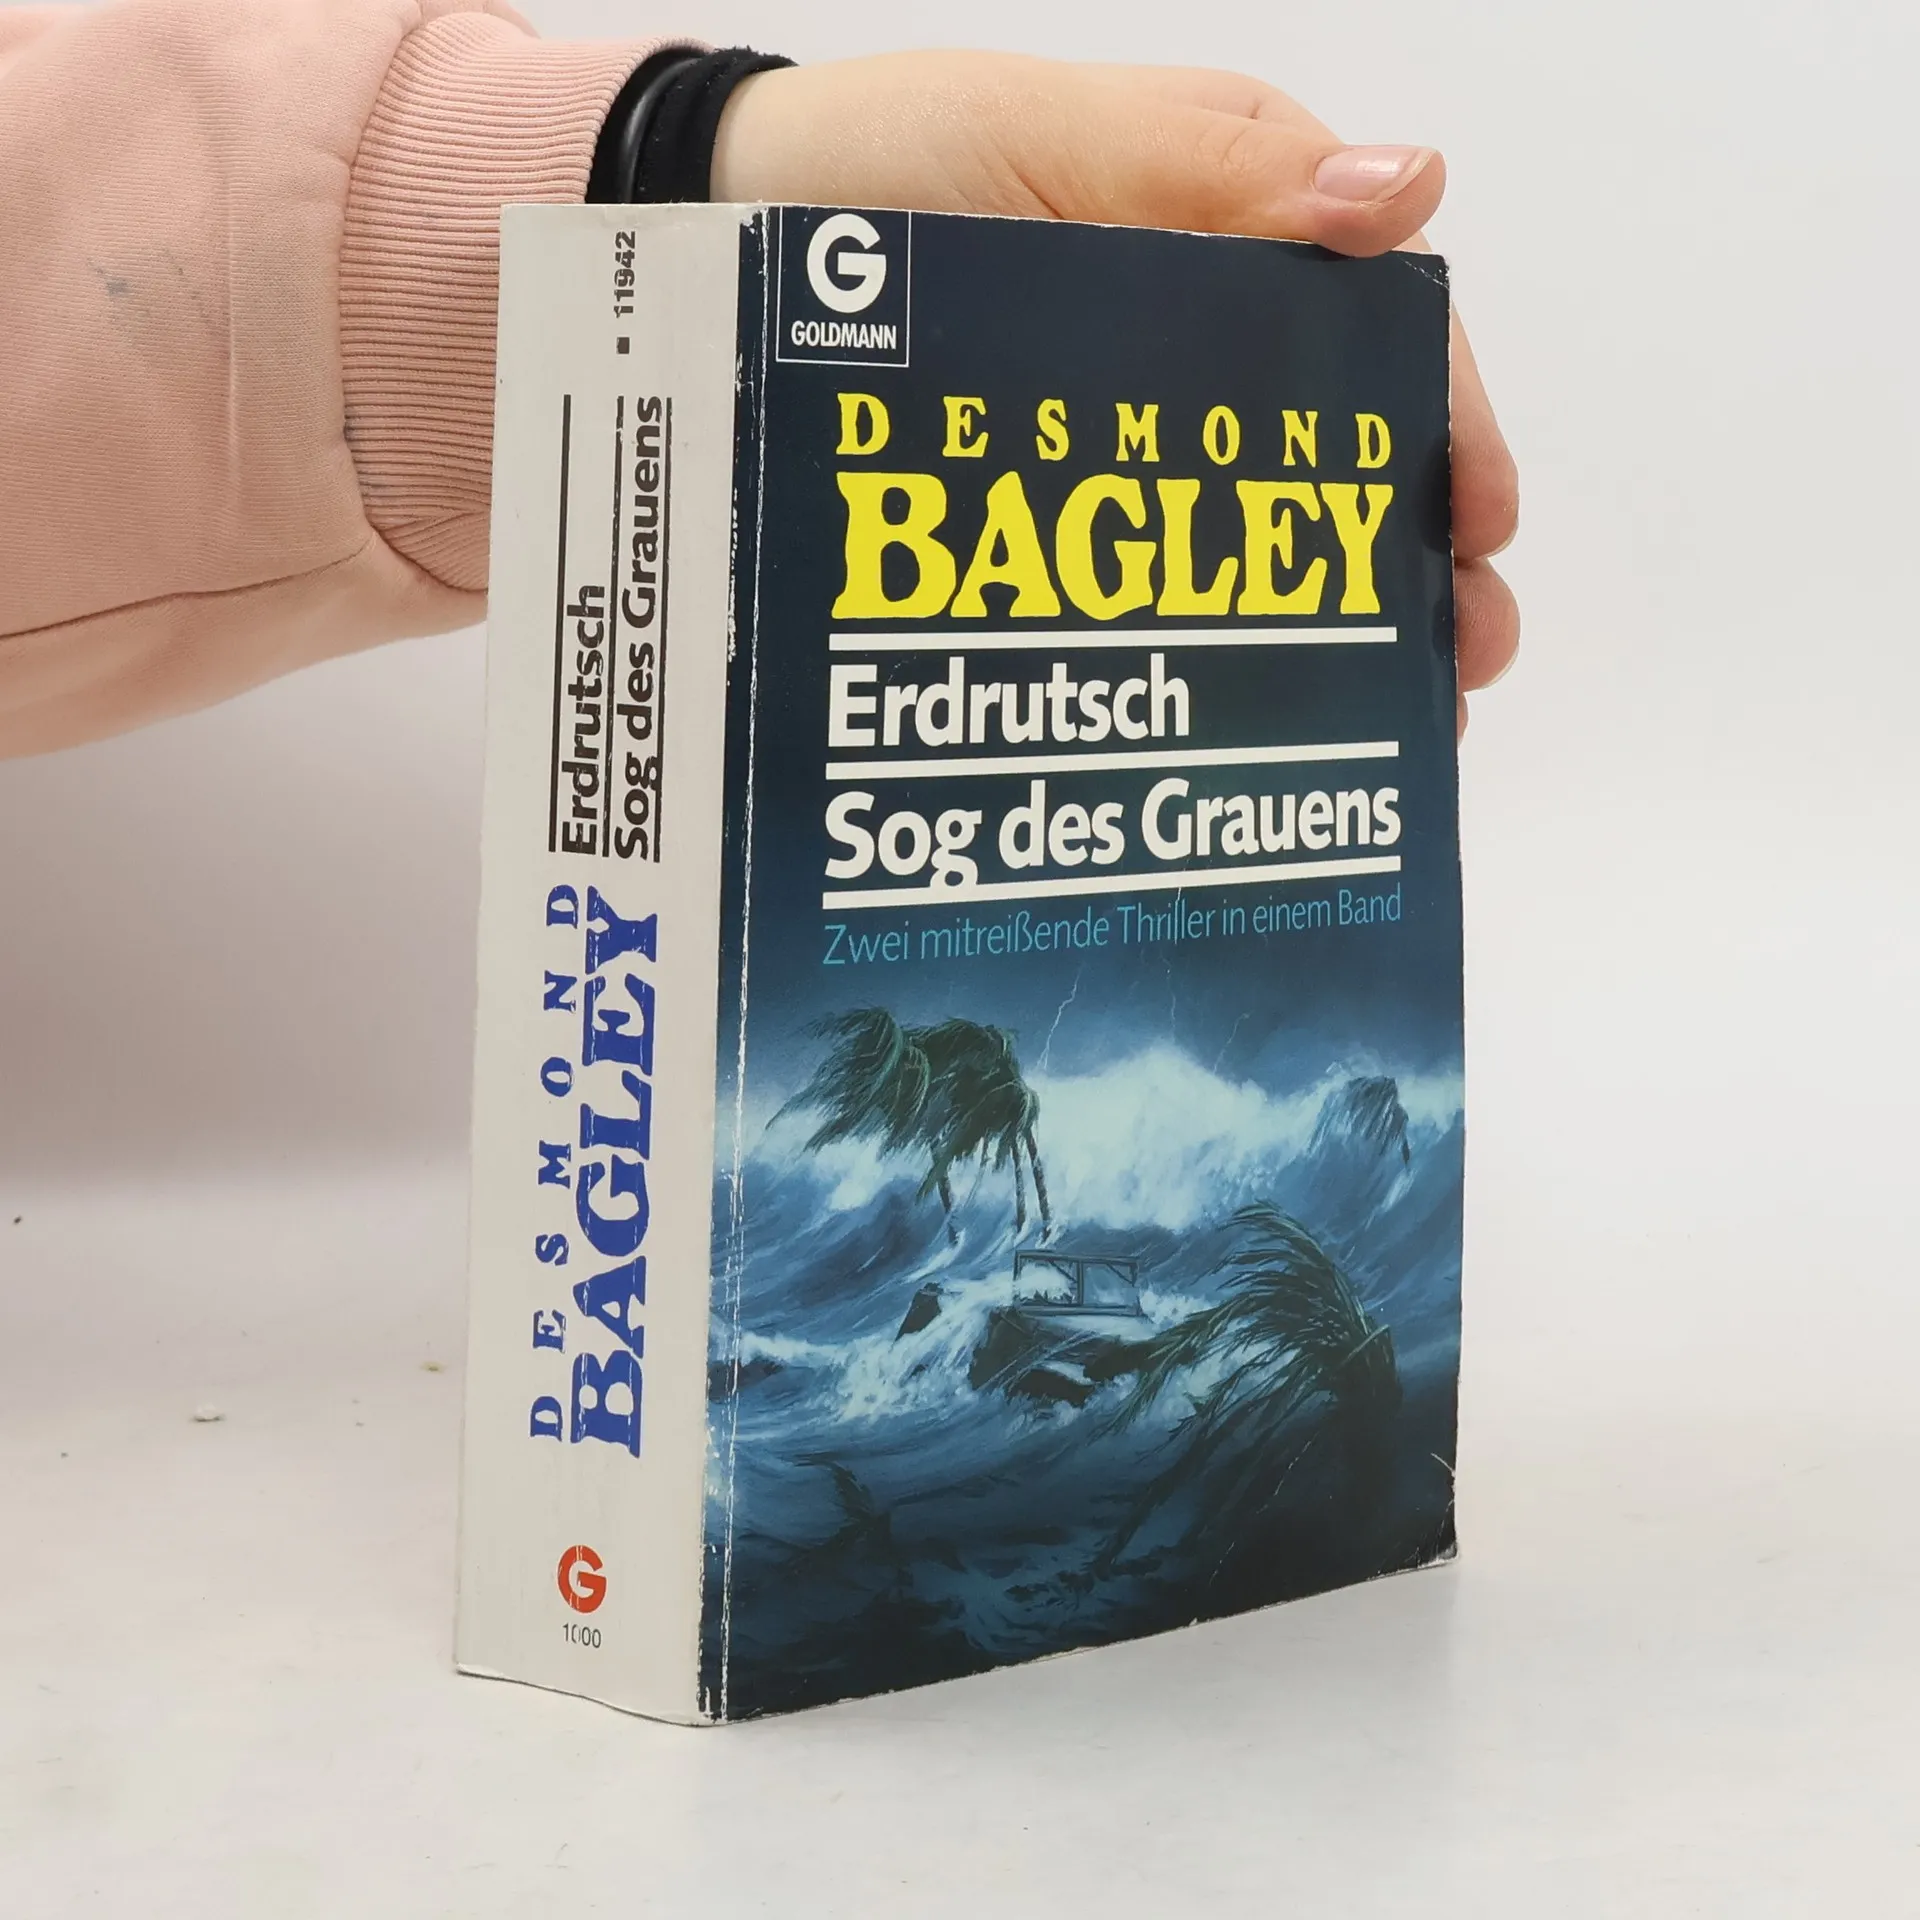 11942
Erdrutsch
Sog des Grauens
DESMOND
BAGLEY
G
1000
G
GOLDMANN
DESMOND
BAGLEY
Erdrutsch
Sog des Grauens
Zwei mitreißende Thriller in einem Band